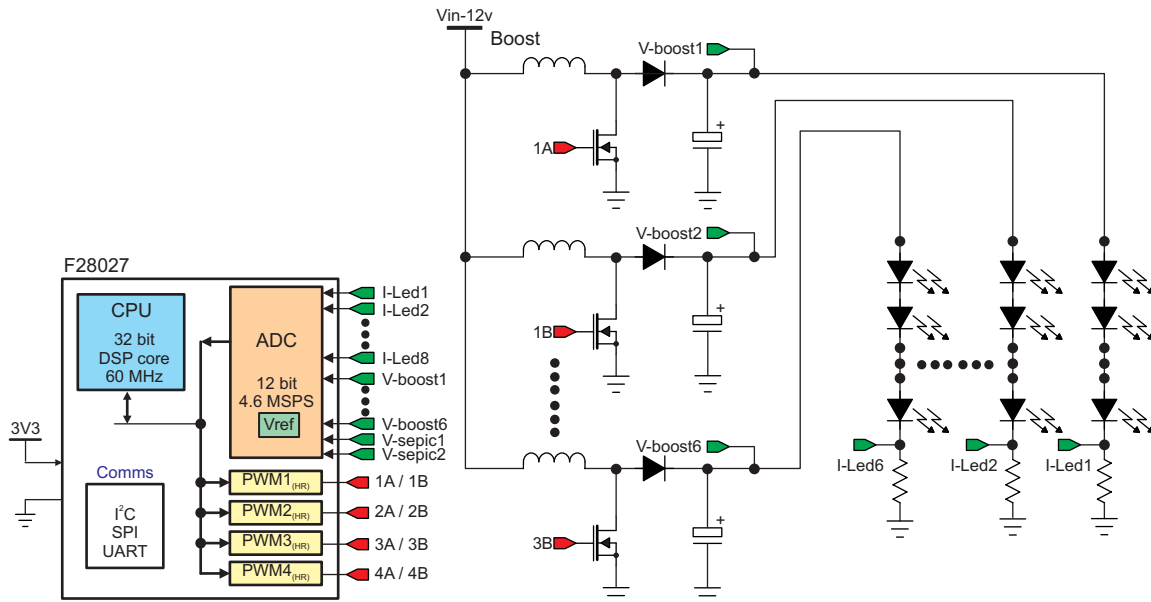 Vin-12v
Boost
V-boost1
1A
V-boost2
1B
V-boost6
3B
I-Led6
I-Led2
I-Led1
+
+
+
F28027
CPU
32 bit
DSP core
60 MHz
ADC
12 bit
4.6 MSPS
Vref
I-Led1
I-Led2
I-Led8
V-boost1
V-boost6
V-sepic1
V-sepic2
3V3
Comms
I²C
SPI
UART
PWM1(HR)
PWM2(HR)
PWM3(HR)
PWM4(HR)
1A / 1B
2A / 2B
3A / 3B
4A / 4B